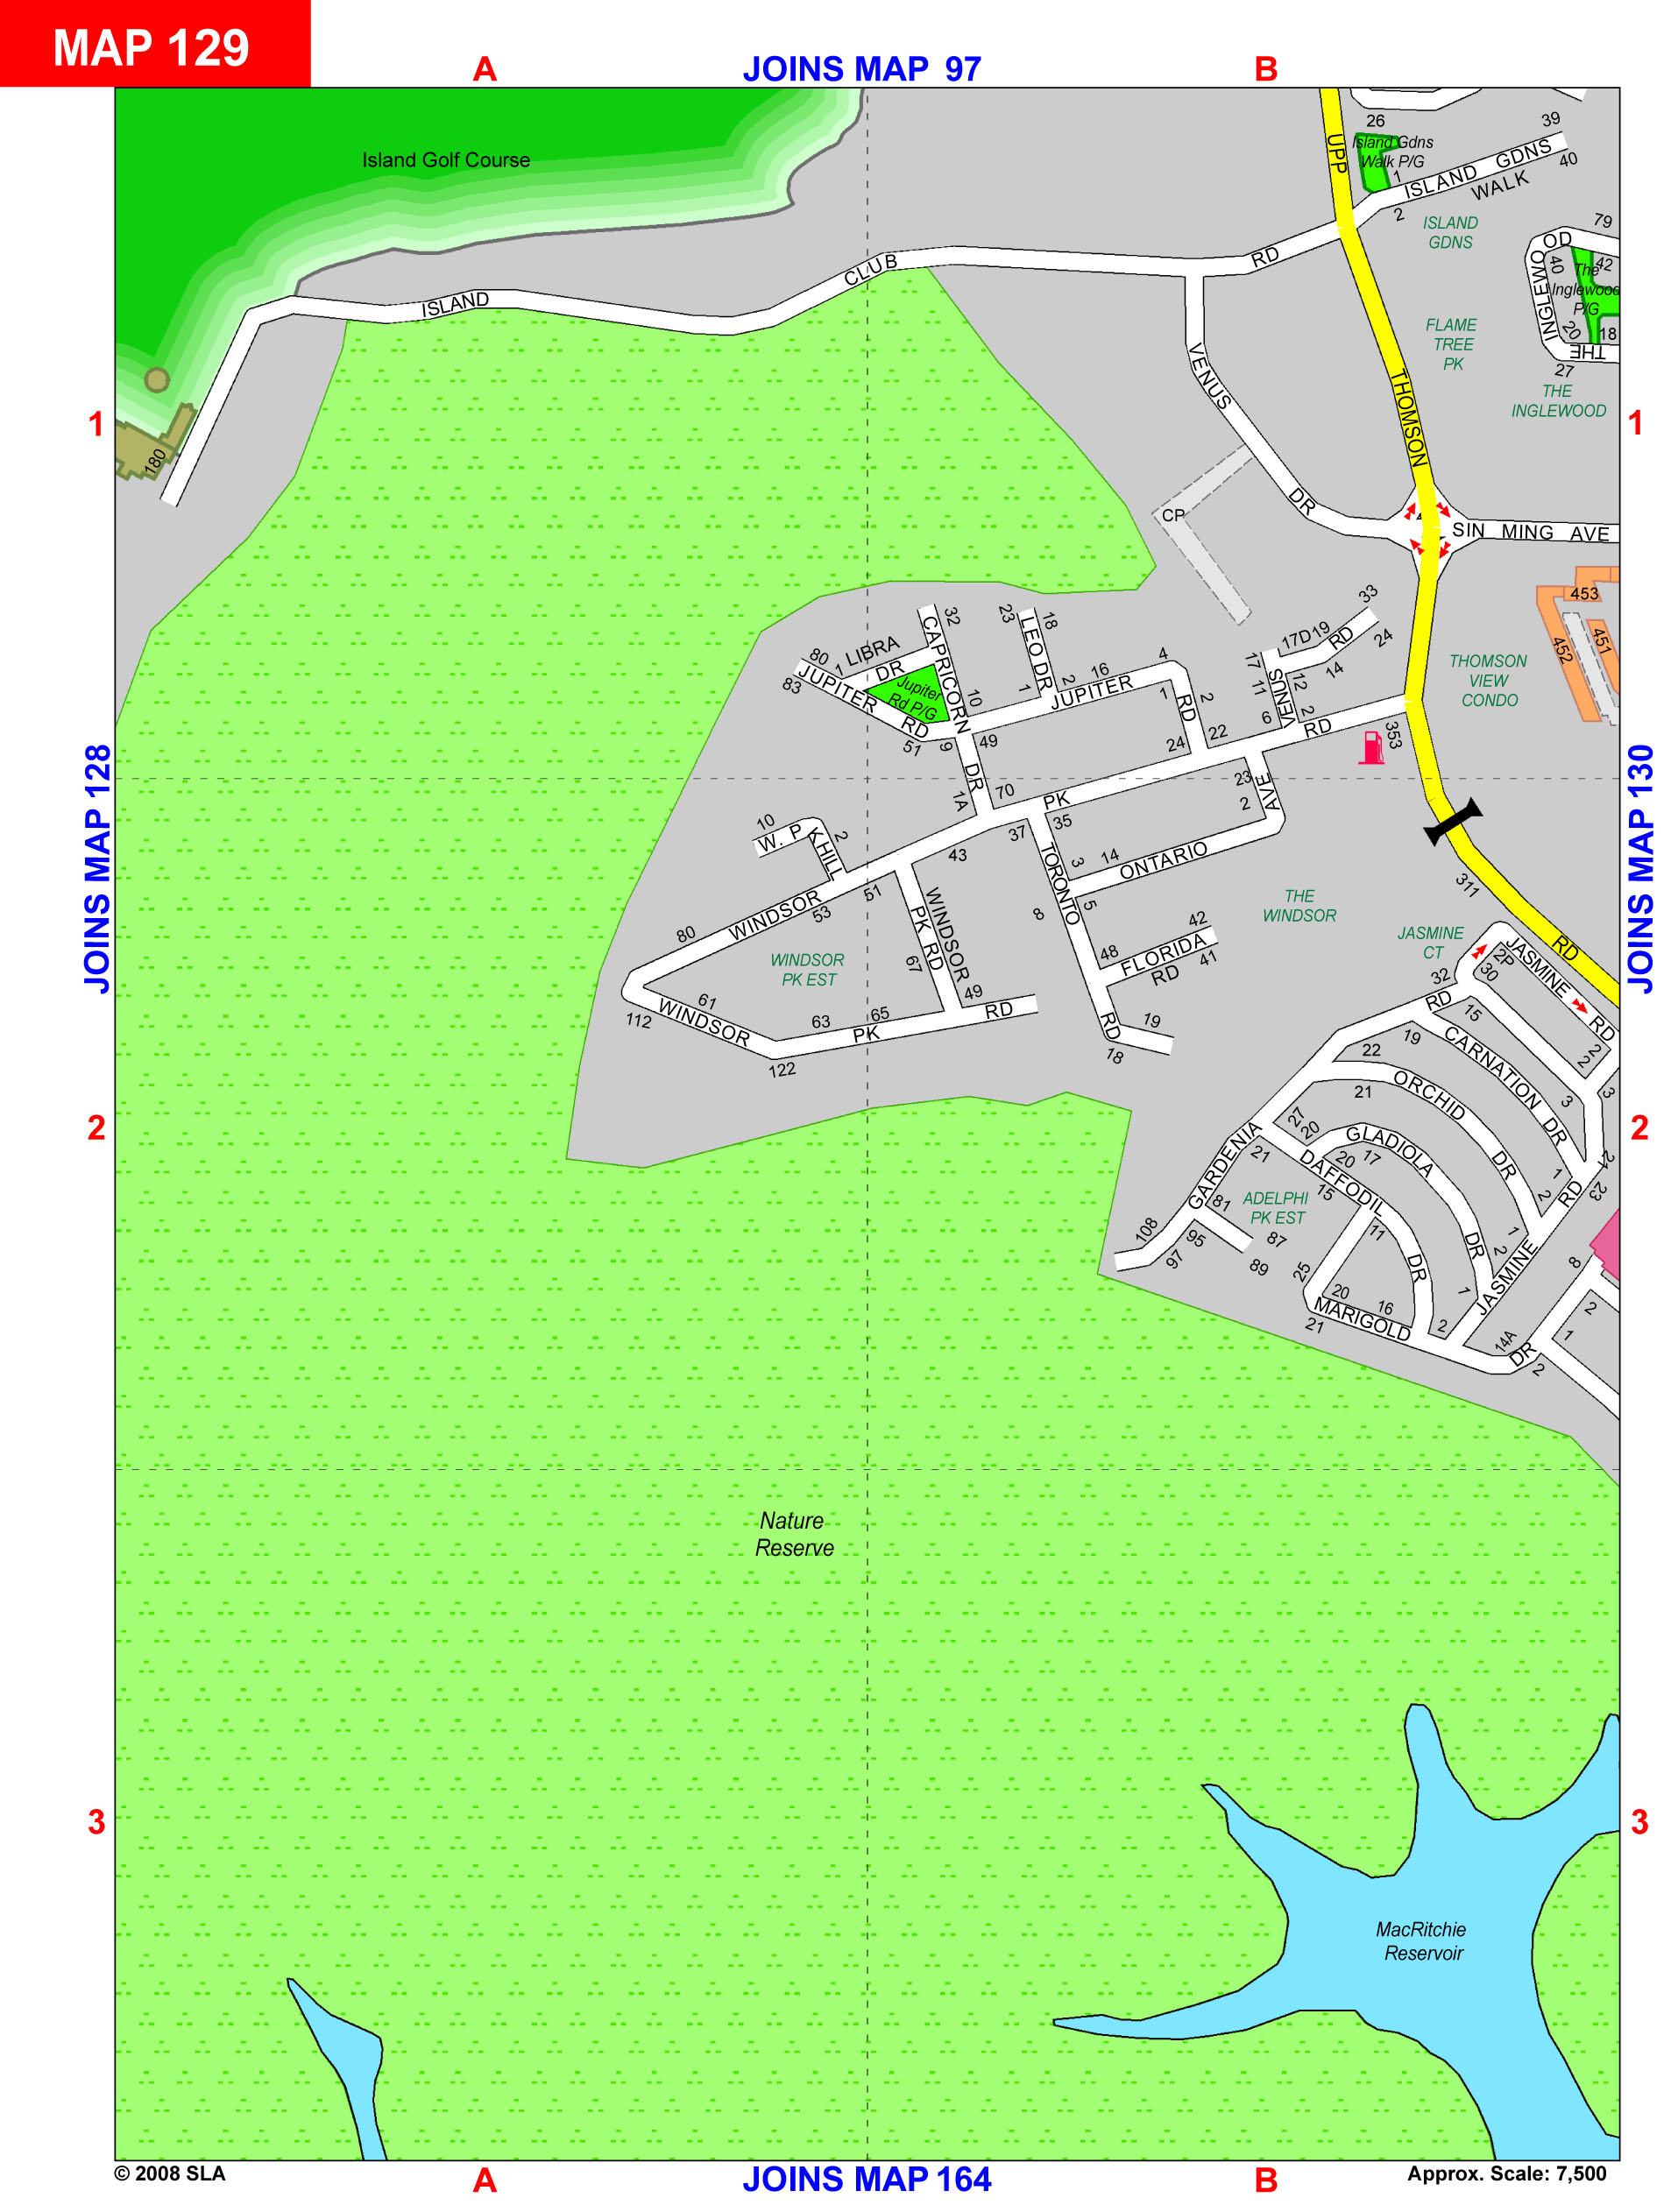 MAP 129
A
JOINS MAP 97
B
Island Golf Course
UPP
26
Island Gdns
Walk P/G
39
1
ISLAND GDNS
40
WALK
2
ISLAND
GDNS
79
OD
40
42
The
Inglewood
P/G
INGLEWO
20
18
THE
27
CLUB
RD
ISLAND
FLAME
TREE
PK
THE
INGLEWOOD
VENUS
THOMSON
1
180
1
DR
CP
SIN MING AVE
453
452
451
THOMSON
VIEW
CONDO
32
23
18
33
CAPRICORN
LEO DR
17D
19
RD
24
80
1
LIBRA
DR
4
17
14
83
JUPITER
Jupiter
Rd P/G
10
1
2
16
JUPITER
1
2
RD
11
VENUS
12
2
6
RD
51
9
49
24
22
RD
353
JOINS MAP 128
JOINS MAP 130
DR
1A
70
PK
23
AVE
2
10
W. P K HILL
2
37
35
43
TORONTO
3
14
ONTARIO
311
51
53
WINDSOR
80
WINDSOR
PK RD
67
8
5
THE
WINDSOR
42
48
FLORIDA
RD
41
JASMINE
CT
RD
WINDSOR
PK EST
49
RD
61
112
WINDSOR
63
65
PK
122
RD
19
18
2P
JASMINE
RD
30
32
RD
15
2
2
19
CARNATION
DR
3
3
22
21
ORCHID
DR
2
2
27
20
GLADIOLA
DR
20
17
GARDENIA
21
DAFFODIL
15
DR
1
2
21
23
RD
ADELPHI
PK EST
81
108
95
97
87
89
11
25
1
2
1
JASMINE
8
20
16
MARIGOLD
21
2
14A
DR
2
1
2
Nature
Reserve
3
3
MacRitchie
Reservoir
© 2008 SLA
A
JOINS MAP 164
B
Approx. Scale: 7,500